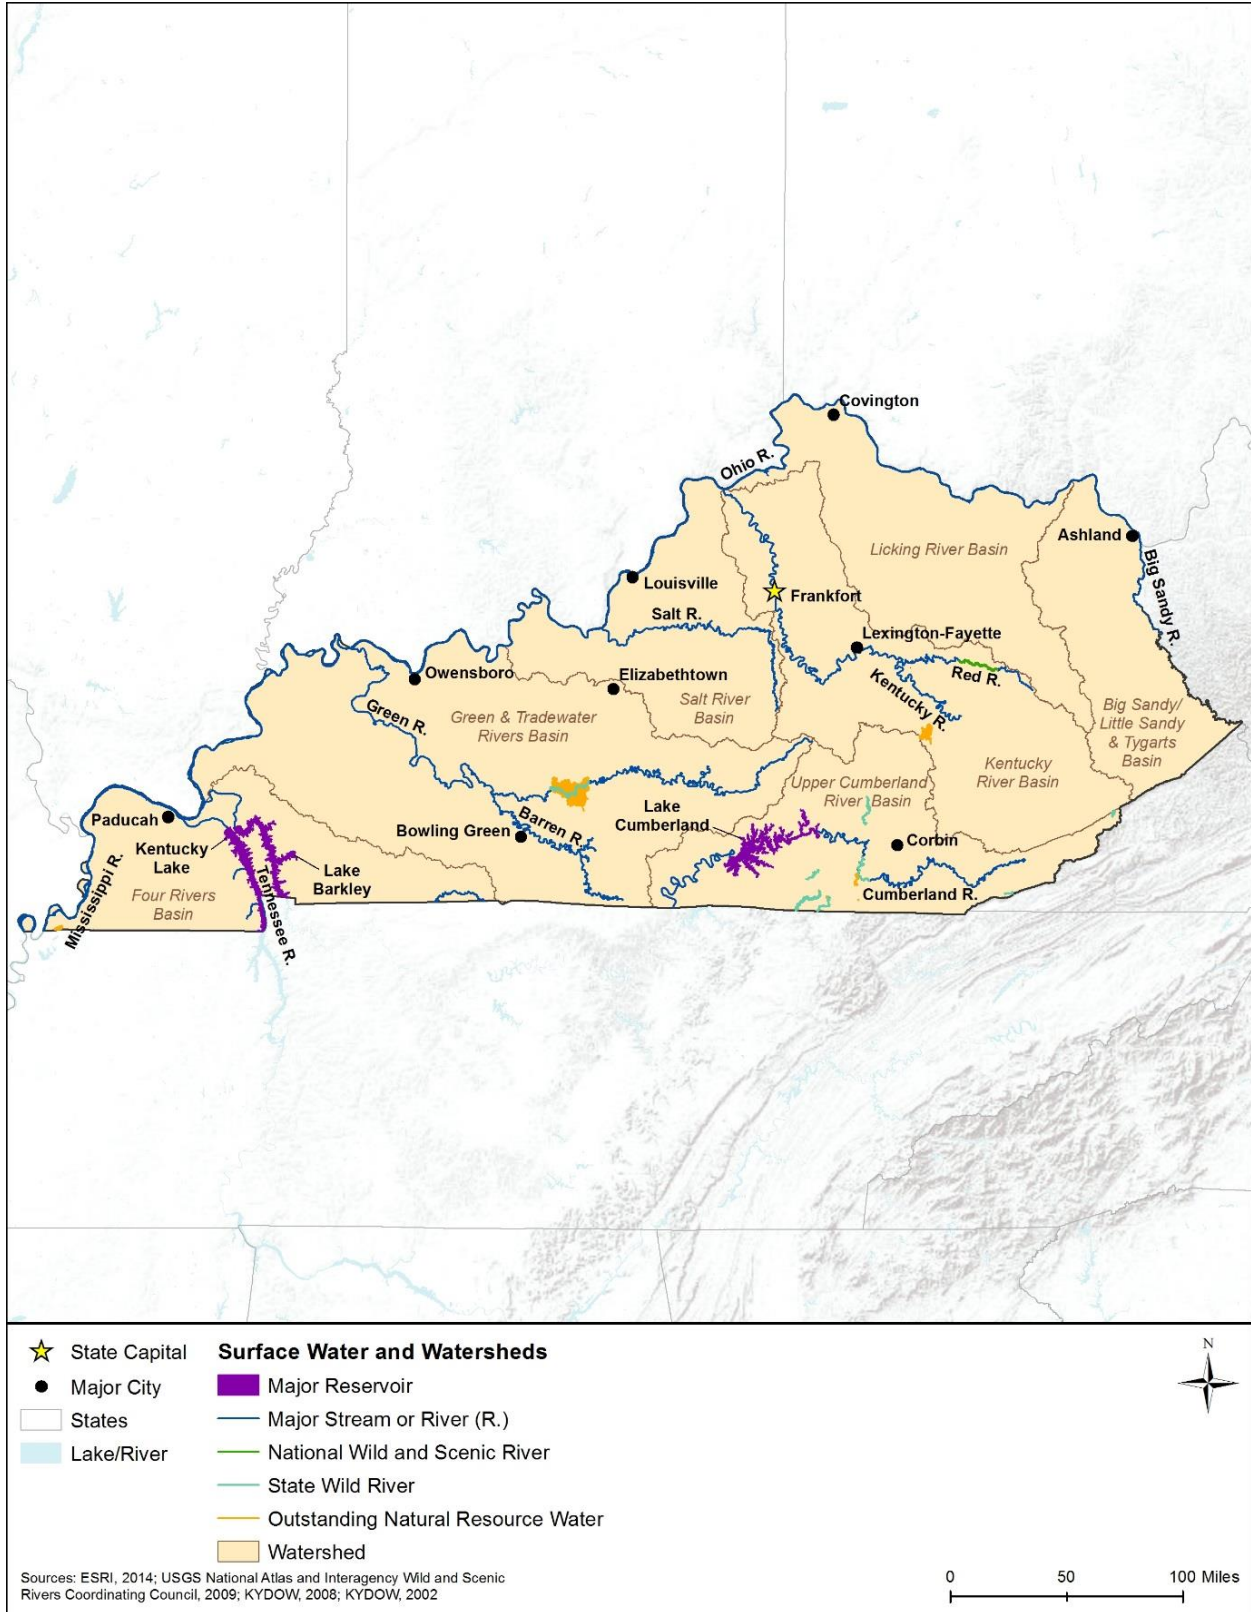 Covington
Ohio R.
Licking River Basin
Ashland
Big Sandy R.
Louisville
Frankfort
Salt R.
Lexington-Fayette
Owensboro
Elizabethtown
Red R.
Kentucky R.
Green R.
Green & Tradewater
Rivers Basin
Salt River
Basin
Big Sandy/
Little Sandy
& Tygarts
Basin
Kentucky
River Basin
Upper Cumberland
River Basin
Paducah
Barren R.
Lake
Cumberland
Bowling Green
Corbin
Kentucky
Lake
Lake
Barkley
Mississippi R.
Four Rivers
Basin
Tennessee R.
Cumberland R.
State Capital
Major City
States
Lake/River
Surface Water and Watersheds
Major Reservoir
Major Stream or River (R.)
National Wild and Scenic River
State Wild River
Outstanding Natural Resource Water
Watershed
N
Sources: ESRI, 2014; USGS National Atlas and Interagency Wild and Scenic
Rivers Coordinating Council, 2009; KYDOW, 2008; KYDOW, 2002
0 50 100 Miles